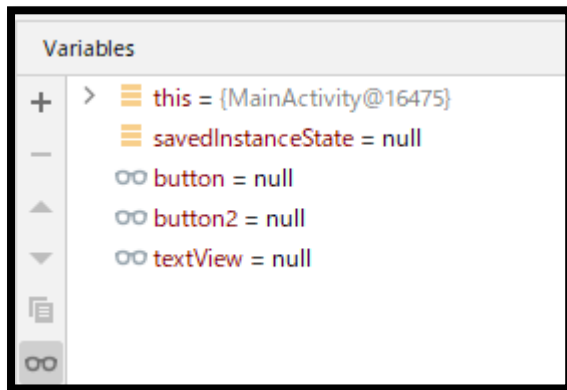 Variables
this = {MainActivity@16475}
savedInstanceState = null
button = null
button2 = null
textView = null